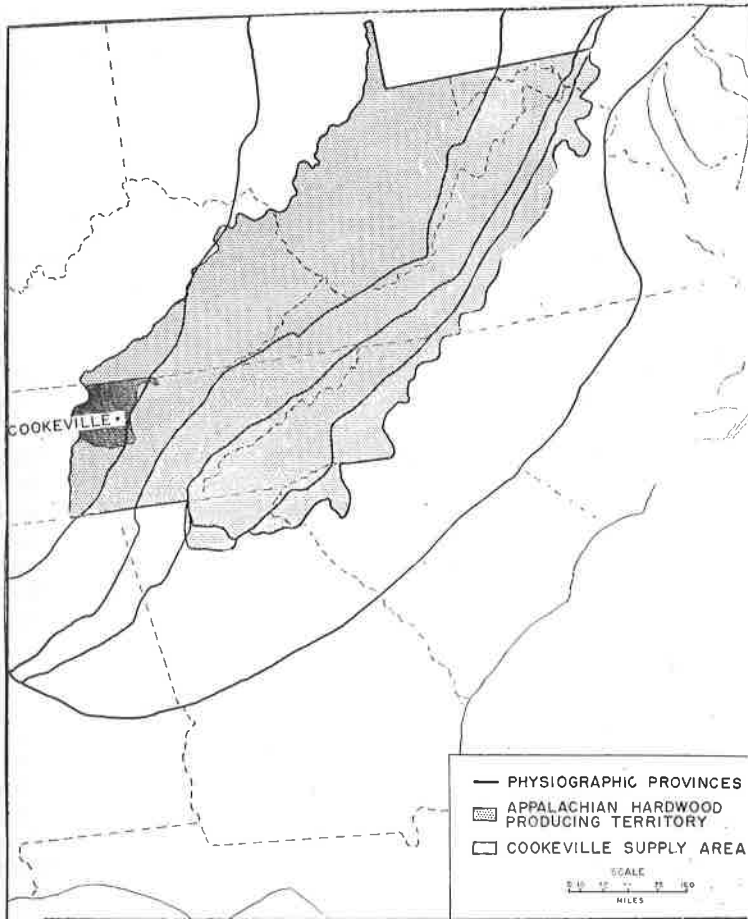 COOKEVILLE
PHYSIOGRAPHIC PROVINCES
APPALACHIAN HARDWOOD
PRODUCING TERRITORY
COOKEVILLE SUPPLY AREA
SCALE
MILES